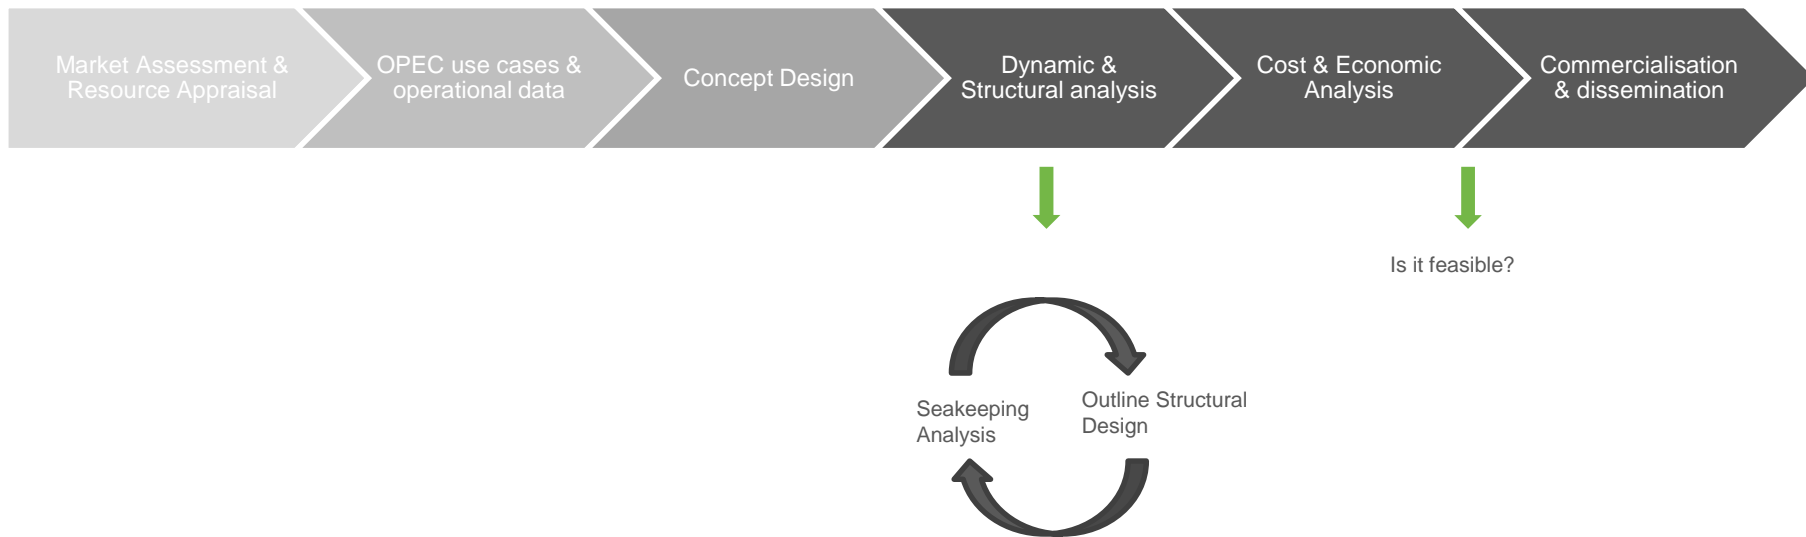 Market Assessment &
Resource Appraisal
OPEC use cases &
operational data
Concept Design
Dynamic &
Structural analysis
Cost & Economic
Analysis
Commercialisation
& dissemination
Is it feasible?
Seakeeping
Analysis
Outline Structural
Design